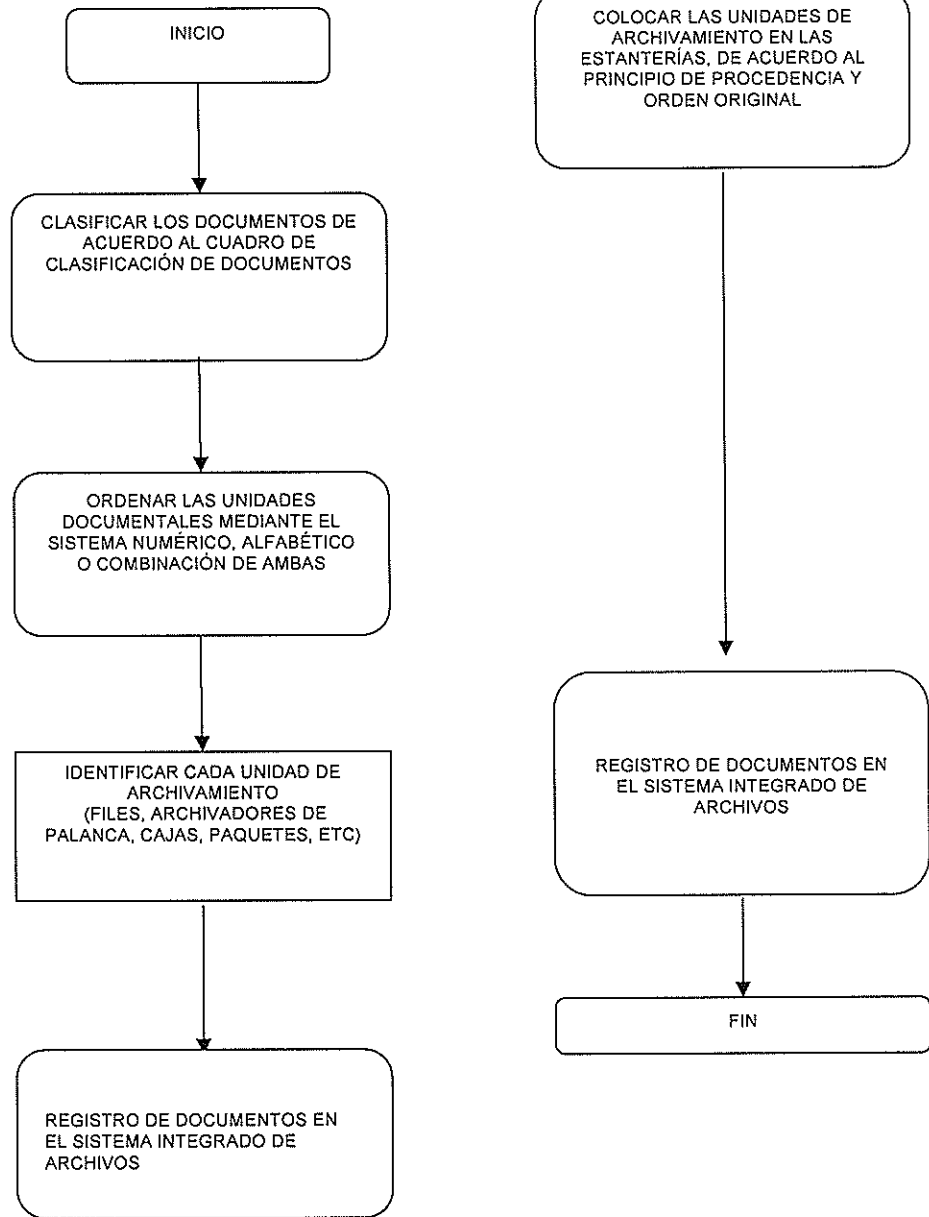 INICIO
CLASIFICAR LOS DOCUMENTOS DE
ACUERDO AL CUADRO DE
CLASIFICACIÓN DE DOCUMENTOS
ORDENAR LAS UNIDADES
DOCUMENTALES MEDIANTE EL
SISTEMA NUMÉRICO, ALFABÉTICO
O COMBINACIÓN DE AMBAS
IDENTIFICAR CADA UNIDAD DE
ARCHIVAMIENTO
(FILES, ARCHIVADORES DE
PALANCA, CAJAS, PAQUETES, ETC)
REGISTRO DE DOCUMENTOS EN
EL SISTEMA INTEGRADO DE
ARCHIVOS
COLOCAR LAS UNIDADES DE
ARCHIVAMIENTO EN LAS
ESTANTERÍAS, DE ACUERDO AL
PRINCIPIO DE PROCEDENCIA Y
ORDEN ORIGINAL
REGISTRO DE DOCUMENTOS EN
EL SISTEMA INTEGRADO DE
ARCHIVOS
FIN